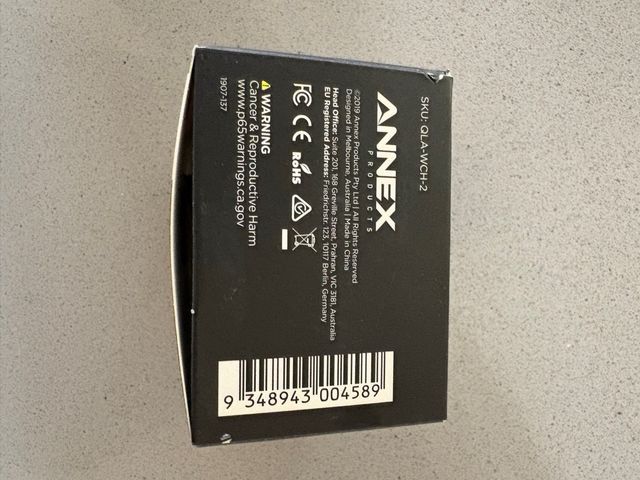 SKU: QLA-WCH-2
ANNEX
PRODUCTS
©2019 Annex Products Pty Ltd | All Rights Reserved
Designed in Melbourne, Australia | Made in China
Head Office: Suite 201, 168 Greville Street, Prahran, VIC 3181, Australia
EU Registered Address: Friedrichstr. 123, 10117 Berlin, Germany
FC CE RoHS
WARNING
Cancer & Reproductive Harm
www.p65warnings.ca.gov
1907-137
9 348943 004589